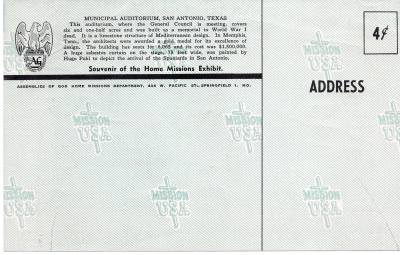 MUNICIPAL AUDITORIUM, SAN ANTONIO, TEXAS
This auditorium, where the General Council is meeting, covers
six and one-half acres and was built as a memorial to World War I
dead. It is a limestone structure of Mediterranean design. In Memphis,
Tenn., the architects were awarded a gold medal for its excellence of
design. The building has seats for 6,065 and its cost was $1,500,000.
A huge asbestos curtain on the stage, 75 feet wide, was painted by
Hugo Pohl to depict the arrival of the Spaniards in San Antonio.
Souvenir of the Home Missions Exhibit.
ASSEMBLIES OF GOD HOME MISSIONS DEPARTMENT, 434 W. PACIFIC ST., SPRINGFIELD 1, MO.
AG
4¢
ADDRESS